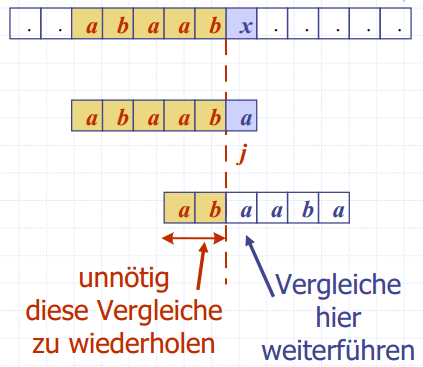 . . a b a a b x . . . . .
a b a a b a
j
a b a a b a
unnötig
diese Vergleiche
zu wiederholen
Vergleiche
hier
weiterführen